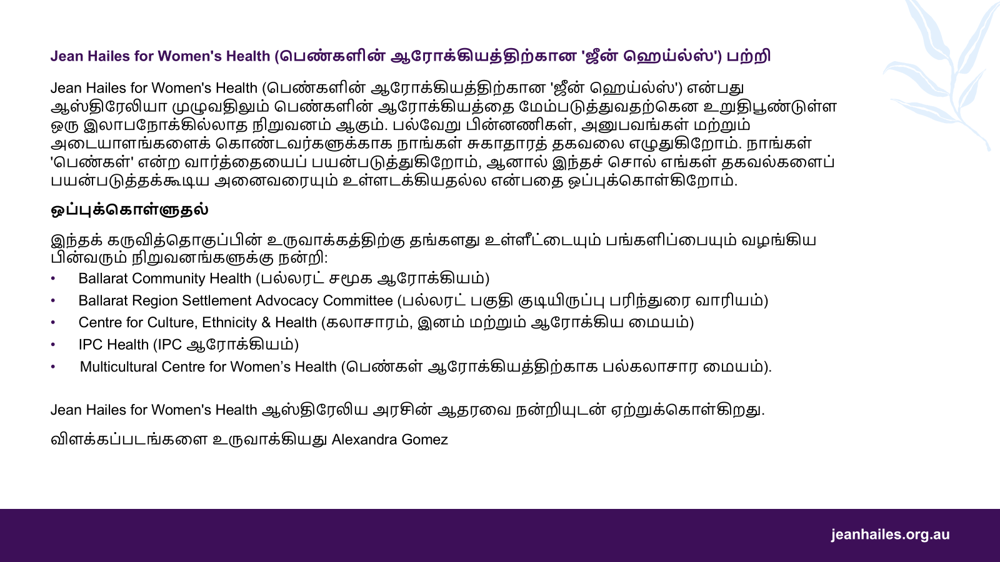 Jean Hailes for Women's Health (பெண்களின் ஆரோக்கியத்திற்கான 'ஜீன் ஹெய்ல்ஸ்') பற்றி
Jean Hailes for Women's Health (பெண்களின் ஆரோக்கியத்திற்கான 'ஜீன் ஹெய்ல்ஸ்') என்பது
ஆஸ்திரேலியா முழுவதிலும் பெண்களின் ஆரோக்கியத்தை மேம்படுத்துவதற்கென உறுதிபூண்டுள்ள
ஒரு இலாபநோக்கில்லாத நிறுவனம் ஆகும். பல்வேறு பின்னணிகள், அனுபவங்கள் மற்றும்
அடையாளங்களைக் கொண்டவர்களுக்காக நாங்கள் சுகாதாரத் தகவலை எழுதுகிறோம். நாங்கள்
'பெண்கள்' என்ற வார்த்தையைப் பயன்படுத்துகிறோம், ஆனால் இந்தச் சொல் எங்கள் தகவல்களைப்
பயன்படுத்தக்கூடிய அனைவரையும் உள்ளடக்கியதல்ல என்பதை ஒப்புக்கொள்கிறோம்.
ஒப்புக்கொள்ளுதல்
இந்தக் கருவித்தொகுப்பின் உருவாக்கத்திற்கு தங்களது உள்ளீட்டையும் பங்களிப்பையும் வழங்கிய
பின்வரும் நிறுவனங்களுக்கு நன்றி:
• Ballarat Community Health (பல்லரட் சமூக ஆரோக்கியம்)
• Ballarat Region Settlement Advocacy Committee (பல்லரட் பகுதி குடியிருப்பு பரிந்துரை வாரியம்)
• Centre for Culture, Ethnicity & Health (கலாசாரம், இனம் மற்றும் ஆரோக்கிய மையம்)
• IPC Health (IPC ஆரோக்கியம்)
• Multicultural Centre for Women’s Health (பெண்கள் ஆரோக்கியத்திற்காக பல்கலாசார மையம்).
Jean Hailes for Women's Health ஆஸ்திரேலிய அரசின் ஆதரவை நன்றியுடன் ஏற்றுக்கொள்கிறது.
விளக்கப்படங்களை உருவாக்கியது Alexandra Gomez
jeanhailes.org.au